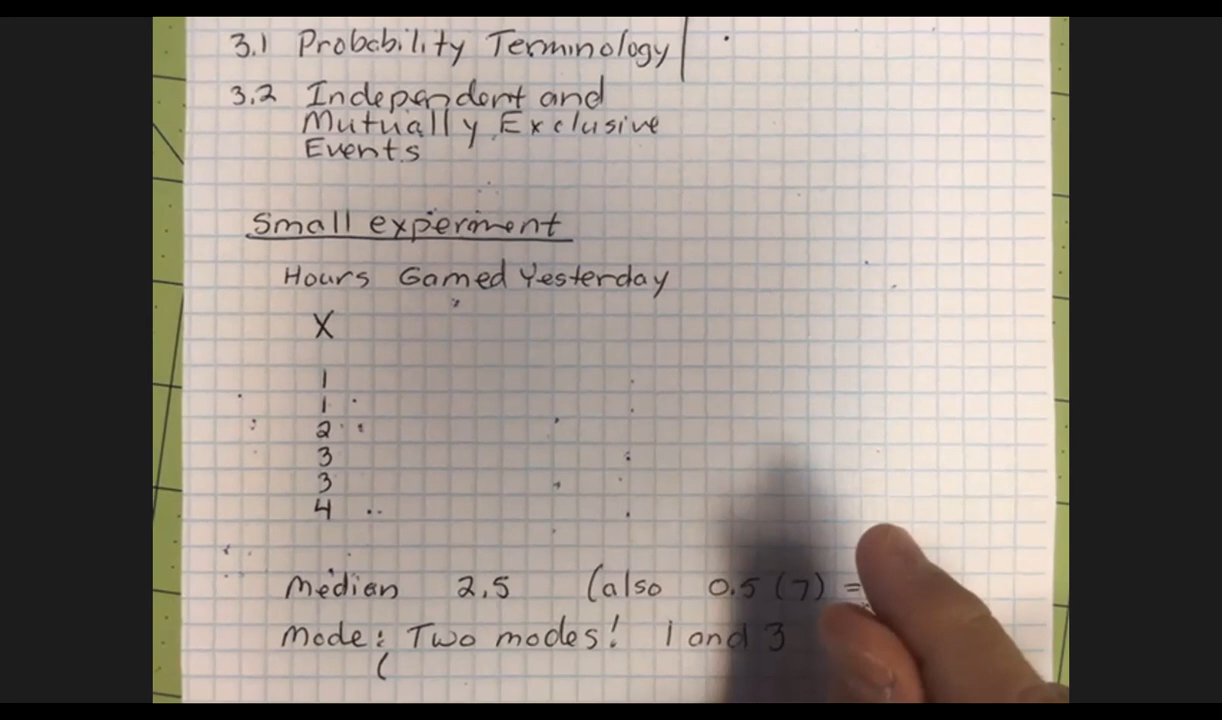 3.1 Probability Terminology
3.2 Independent and
Mutually Exclusive
Events
Small experiment
Hours Gamed Yesterday
X
1
1
2
3
3
4
Median 2.5 (also 0.5 (7) =
Mode: Two modes! 1 and 3
(